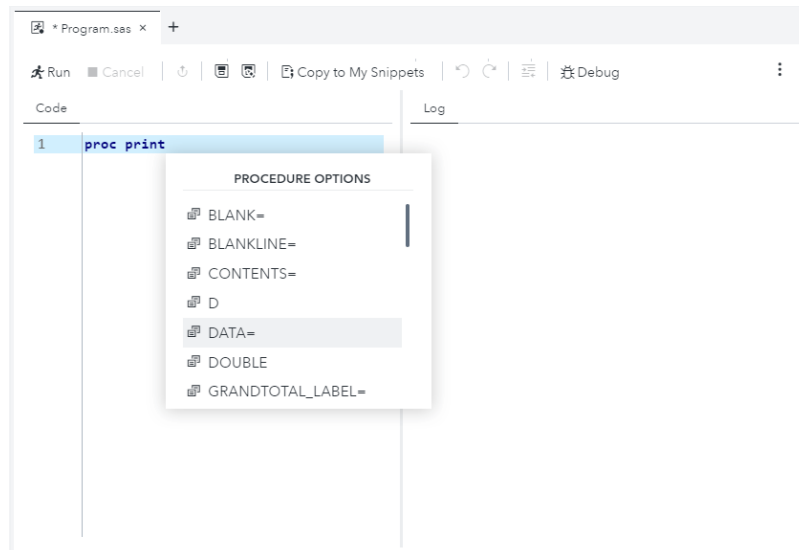 * Program.sas × +
Run Cancel Copy to My Snippets Debug
Code Log
1 proc print
PROCEDURE OPTIONS
BLANK=
BLANKLINE=
CONTENTS=
D
DATA=
DOUBLE
GRANDTOTAL_LABEL=